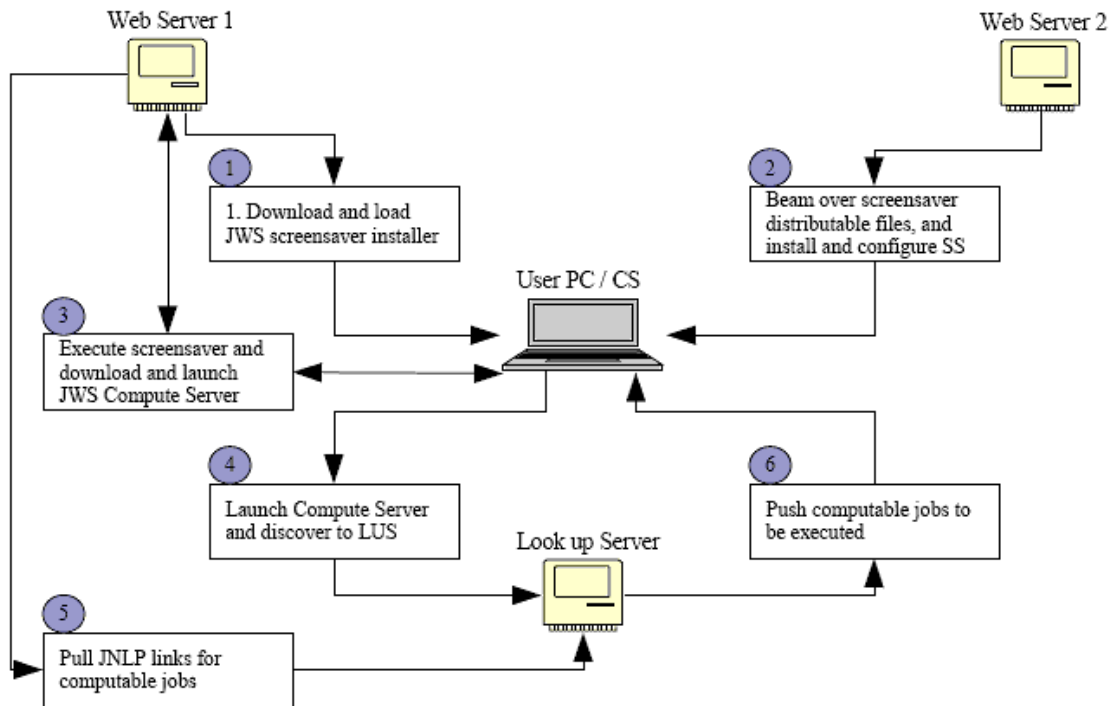 Web Server 1
Web Server 2
1
1. Download and load
JWS screensaver installer
2
Beam over screensaver
distributable files, and
install and configure SS
User PC / CS
3
Execute screensaver and
download and launch
JWS Compute Server
4
Launch Compute Server
and discover to LUS
6
Push computable jobs to
be executed
Look up Server
5
Pull JNLP links for
computable jobs